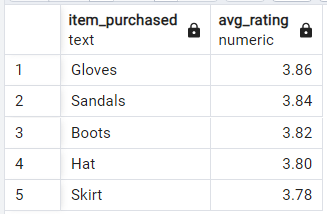 item_purchased avg_rating
text numeric
1 Gloves 3.86
2 Sandals 3.84
3 Boots 3.82
4 Hat 3.80
5 Skirt 3.78